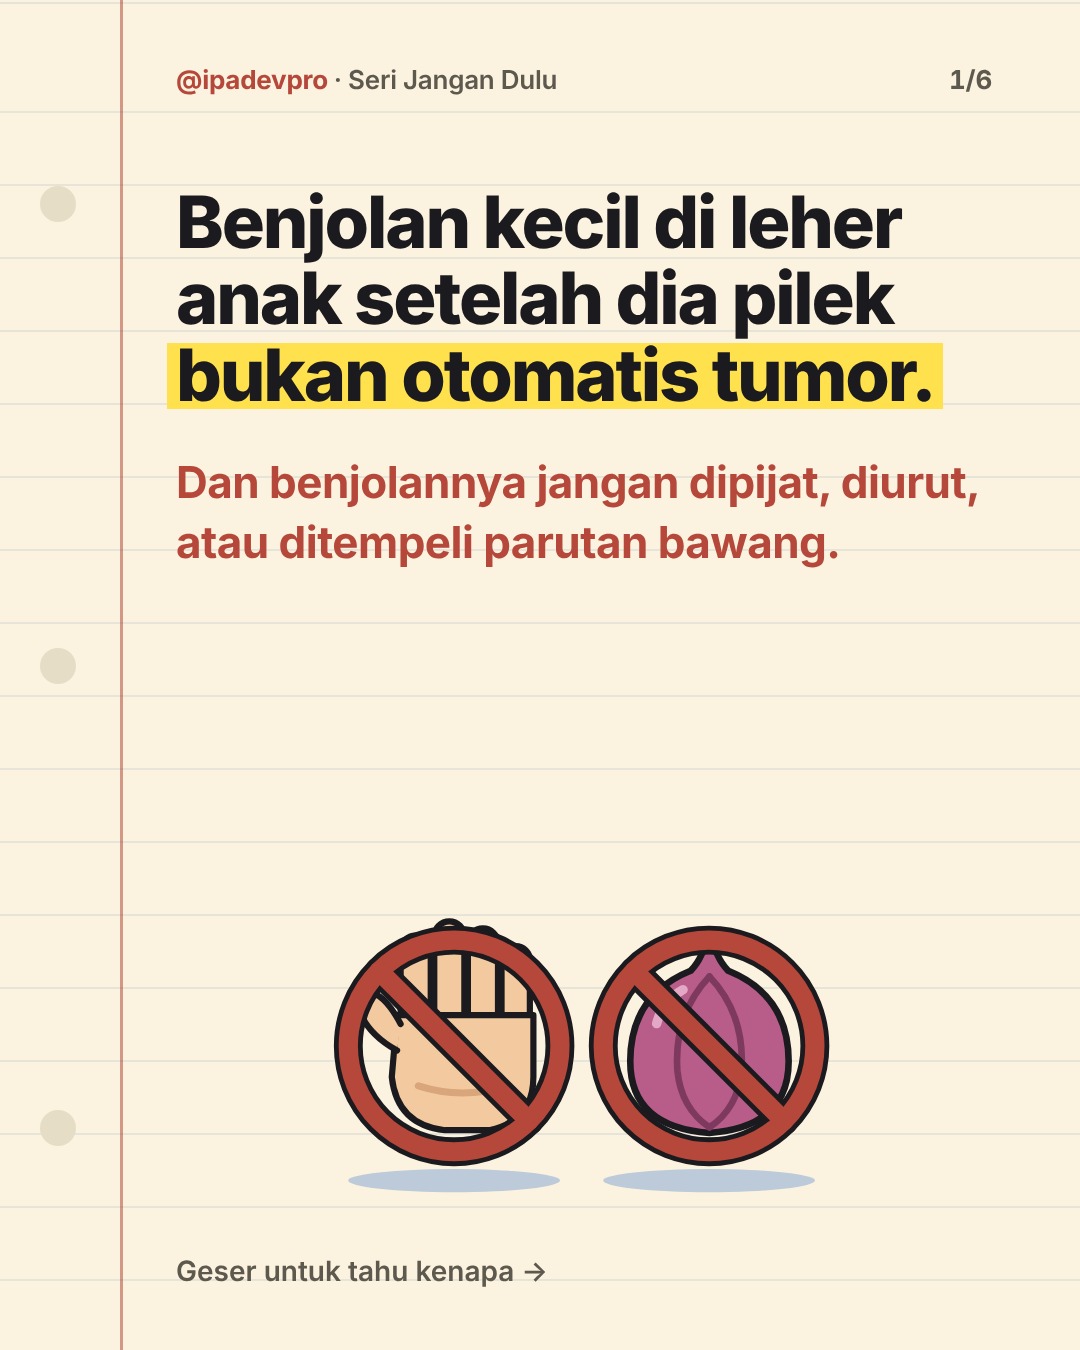 @ipadevpro · Seri Jangan Dulu
1/6
Benjolan kecil di leher
anak setelah dia pilek
bukan otomatis tumor.
Dan benjolannya jangan dipijat, diurut,
atau ditempeli parutan bawang.
Geser untuk tahu kenapa →